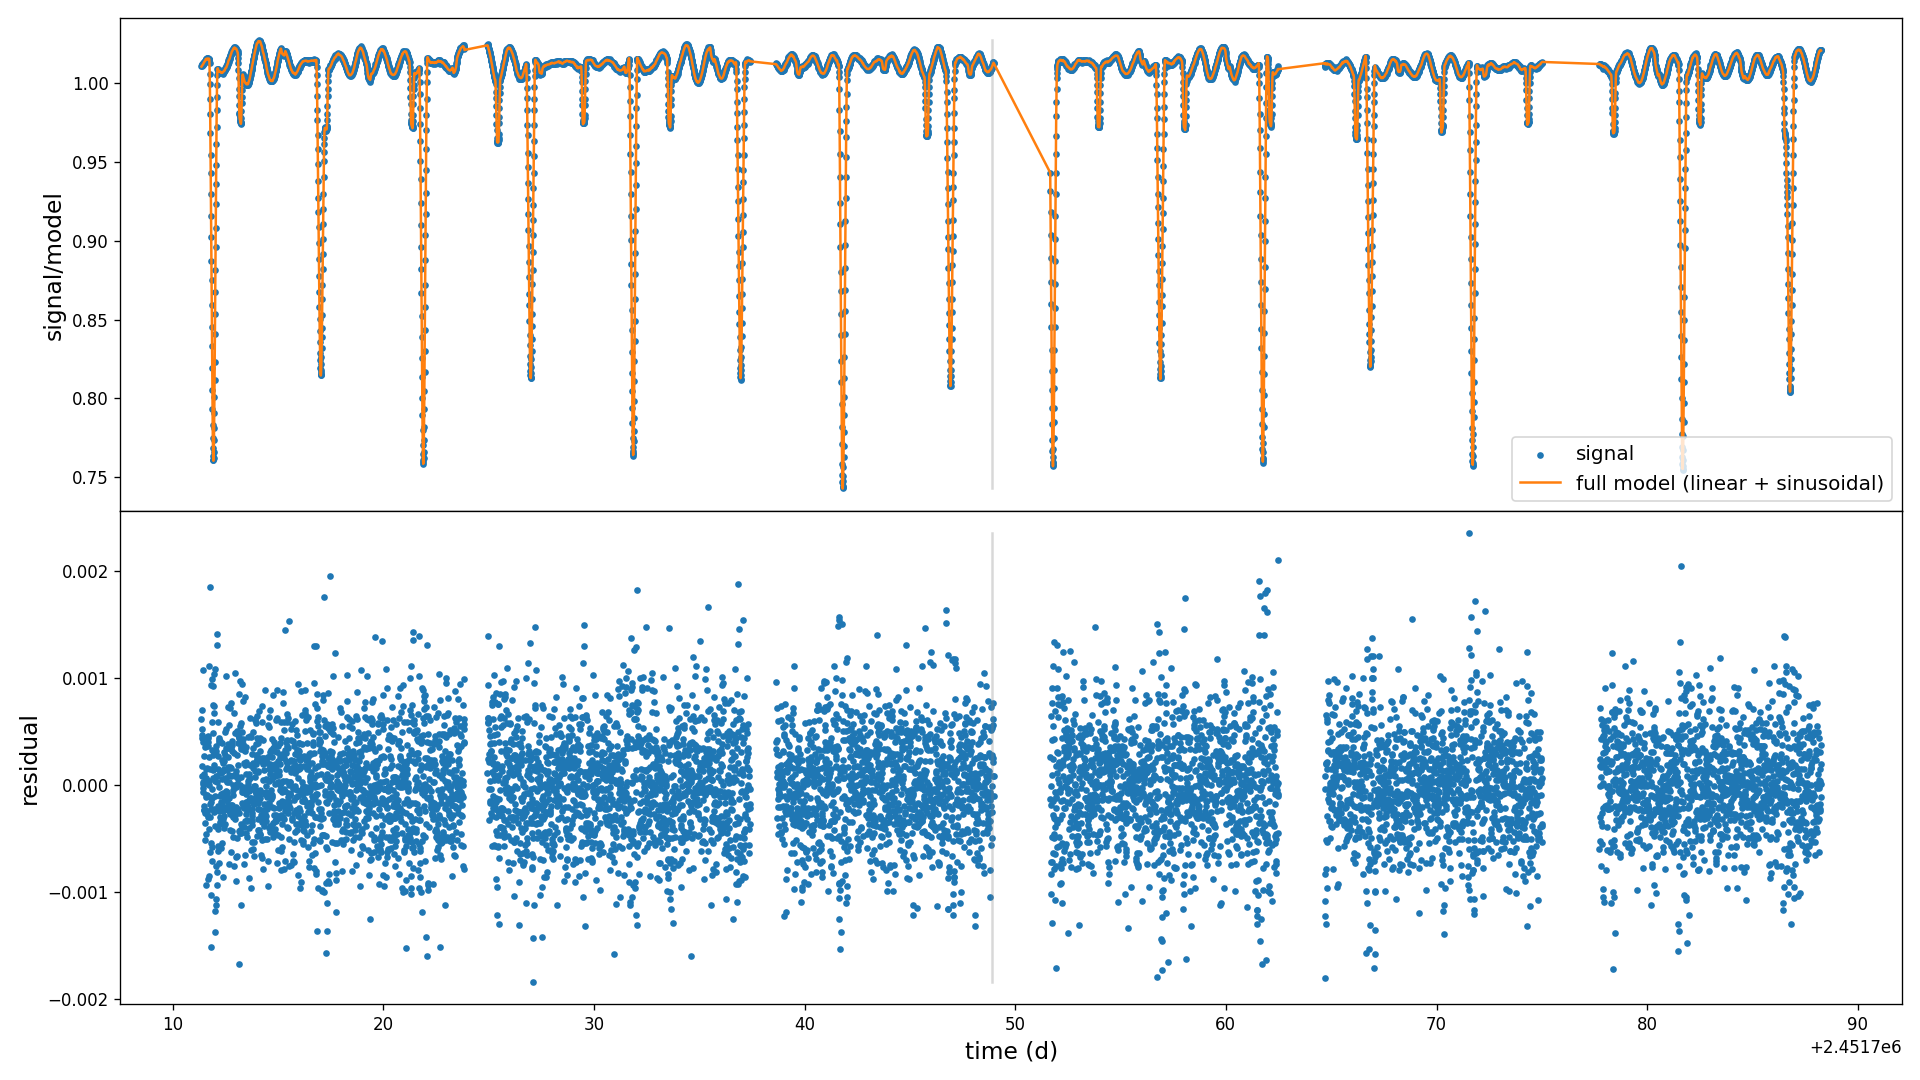 signal/model
1.00
0.95
0.90
0.85
0.80
0.75
signal
full model (linear + sinusoidal)
residual
0.002
0.001
0.000
−0.001
−0.002
10 20 30 40 50 60 70 80 90
time (d)
+2.4517e6